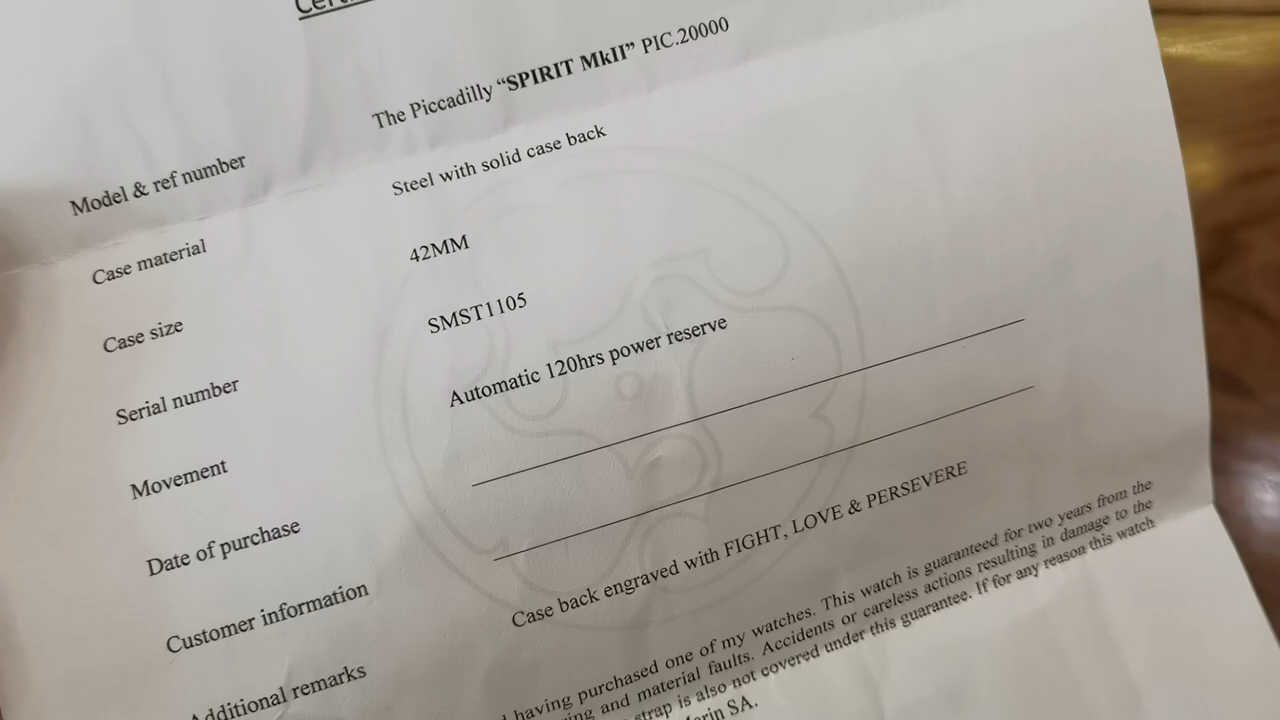 The Piccadilly “SPIRIT MkII” PIC.20000
Model & ref number
Steel with solid case back
Case material
42MM
Case size
SMST1105
Serial number
Automatic 120hrs power reserve
Movement
Date of purchase
Customer information
Case back engraved with FIGHT, LOVE & PERSEVERE
Additional remarks
having purchased one of my watches. This watch is guaranteed for two years from the
and material faults. Accidents or careless actions resulting in damage to the
strap is also not covered under this guarantee. If for any reason this watch
SA.